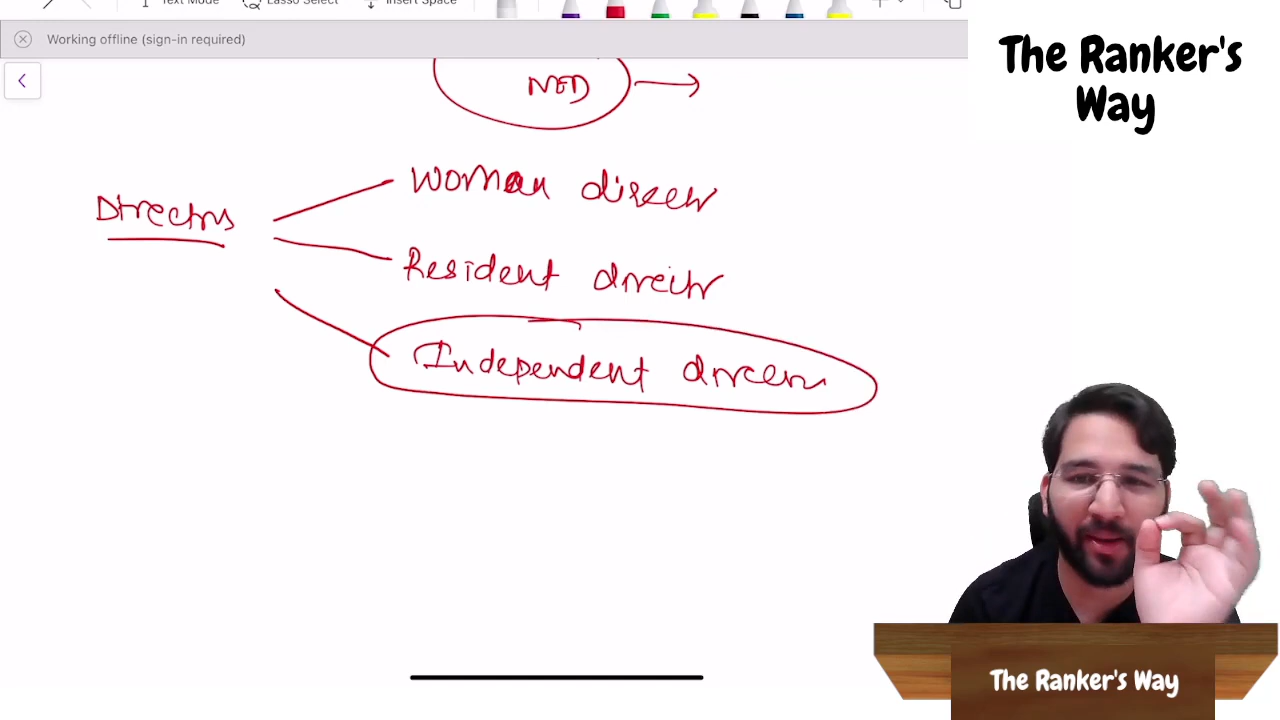 Text Mode Lasso Select Insert Space
Working offline (sign-in required)
The Ranker's
Way
NED
Directors
Woman director
Resident director
Independent director
The Ranker's Way